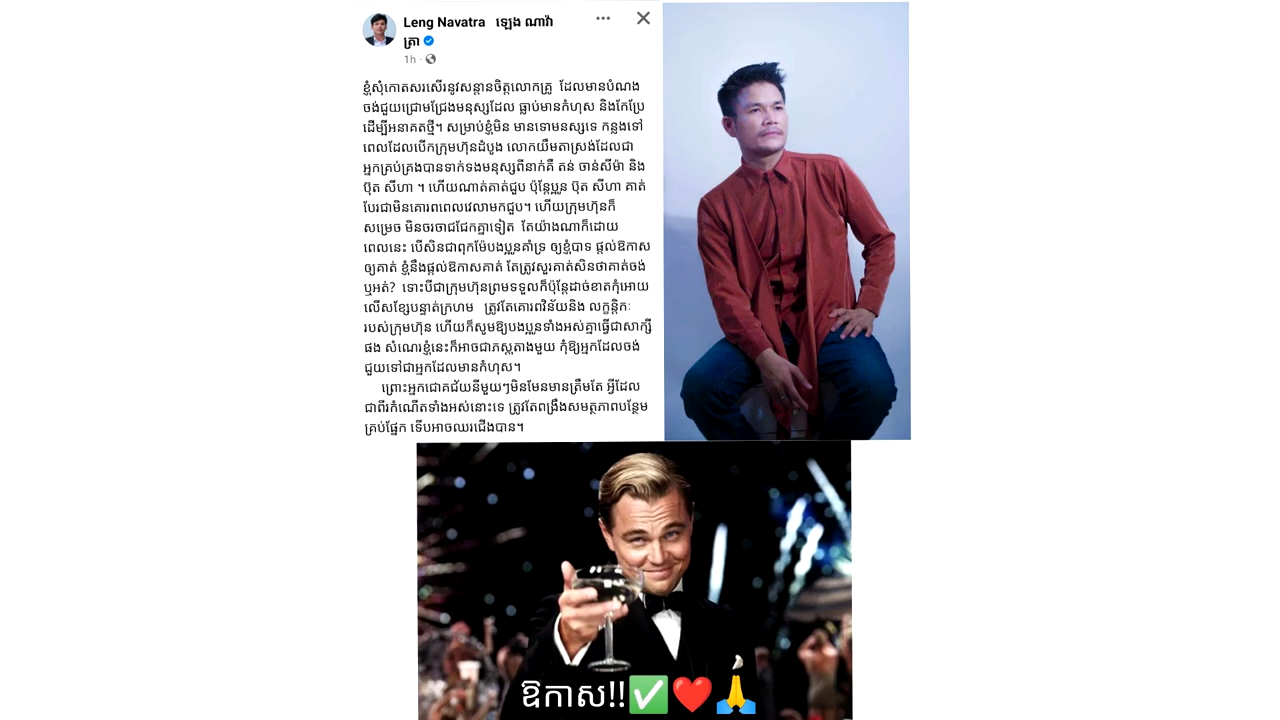 Leng Navatra ឡេង ណាវ៉ា
ត្រា
1h
ខ្ញុំសុំកោតសរសើរនូវសន្តានចិត្តលោកគ្រូ ដែលមានបំណង
ចង់ជួយជ្រោមជ្រែងមនុស្សដែល ធ្លាប់មានកំហុស និងកែប្រែ
ដើម្បីអនាគតថ្មី។ សម្រាប់ខ្ញុំមិន មានទោមនស្សទេ កន្លងទៅ
ពេលដែលបើកក្រុមហ៊ុនដំបូង លោកយឹមតាស្រង់ដែលជា
អ្នកគ្រប់គ្រងបានទាក់ទងមនុស្សពីនាក់គឺ តន់ ចាន់សីម៉ា និង
ប៊ុត សីហា ។ ហើយណាត់គាត់ជួប ប៉ុន្តែប្អូន ប៊ុត សីហា គាត់
បែរជាមិនគោរពពេលវេលាមកជួប។ ហើយក្រុមហ៊ុនក៏
សម្រេច មិនចរចាជជែកគ្នាទៀត តែយ៉ាងណាក៏ដោយ
ពេលនេះ បើសិនជាពុកម៉ែបងប្អូនគាំទ្រ ឲ្យខ្ញុំបាទ ផ្តល់ឱកាស
ឲ្យគាត់ ខ្ញុំនឹងផ្តល់ឱកាសគាត់ តែត្រូវសួរគាត់សិនថាគាត់ចង់
ឬអត់? ទោះបីជាក្រុមហ៊ុនព្រមទទួលក៏ប៉ុន្តែដាច់ខាតកុំអោយ
លើសខ្សែបន្ទាត់ក្រហម ត្រូវតែគោរពវិន័យនិង លក្ខន្តិកៈ
របស់ក្រុមហ៊ុន ហើយក៏សូមឱ្យបងប្អូនទាំងអស់គ្នាធ្វើជាសាក្សី
ផង សំណេរខ្ញុំនេះក៏អាចជាភស្តុតាងមួយ កុំឱ្យអ្នកដែលចង់
ជួយទៅជាអ្នកដែលមានកំហុស។
ព្រោះអ្នកជោគជ័យនីមួយៗមិនមែនមានត្រឹមតែ អ្វីដែល
ជាពីរកំណើតទាំងអស់នោះទេ ត្រូវតែពង្រឹងសមត្ថភាពបន្ថែម
គ្រប់ផ្នែក ទើបអាចឈរជើងបាន។
ឱកាស!!✅❤️🙏